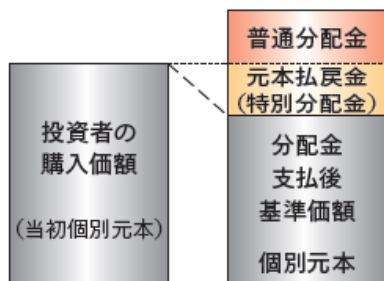 普通分配金
元本払戻金
(特別分配金)
投資者の
購入価額
(当初個別元本)
分配金
支払後
基準価額
個別元本